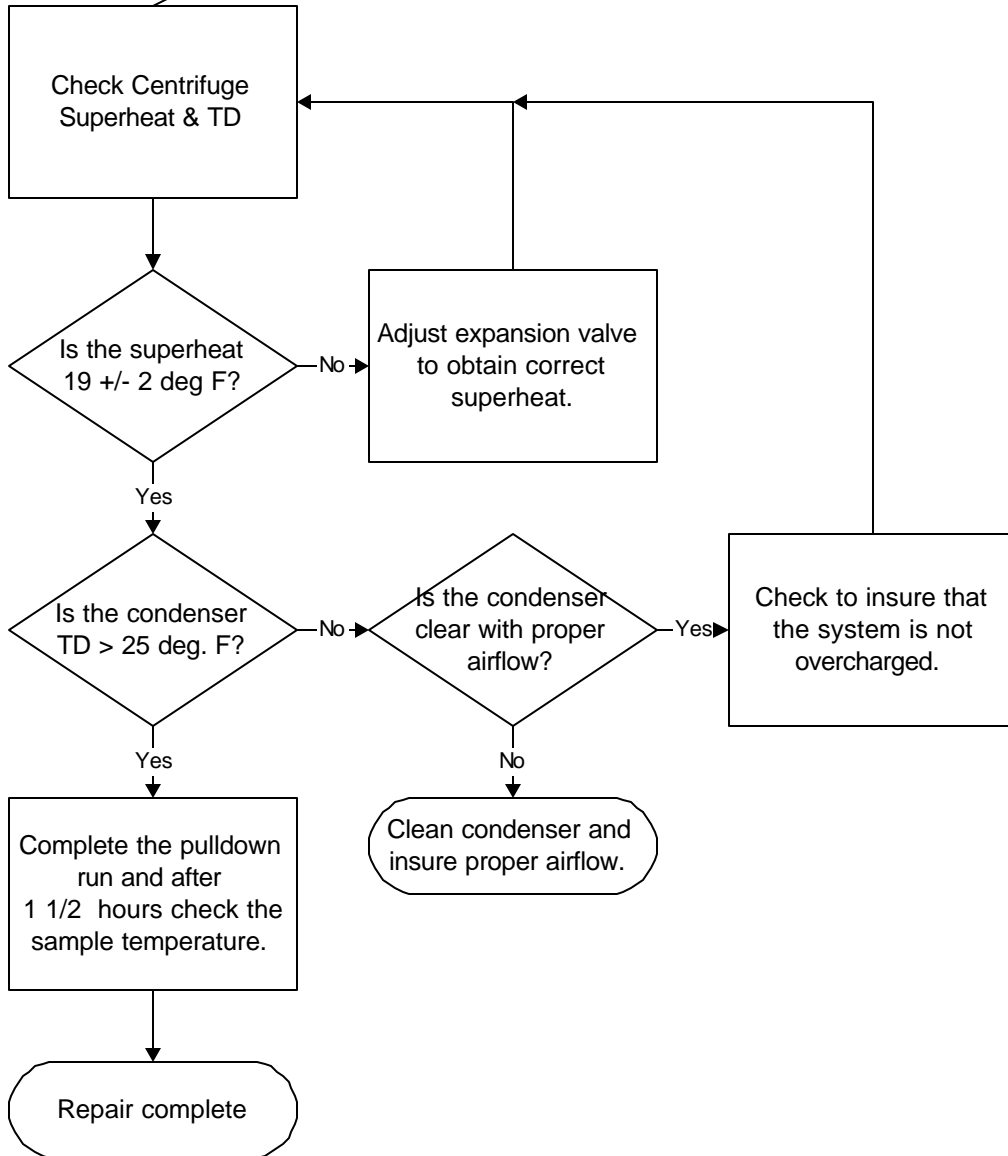 Check Centrifuge
Superheat & TD
Is the superheat
19 +/- 2 deg F?
No
Adjust expansion valve
to obtain correct
superheat.
Yes
Is the condenser
TD > 25 deg. F?
No
Is the condenser
clear with proper
airflow?
Yes
Check to insure that
the system is not
overcharged.
Yes
No
Complete the pulldown
run and after
1 1/2 hours check the
sample temperature.
Clean condenser and
insure proper airflow.
Repair complete